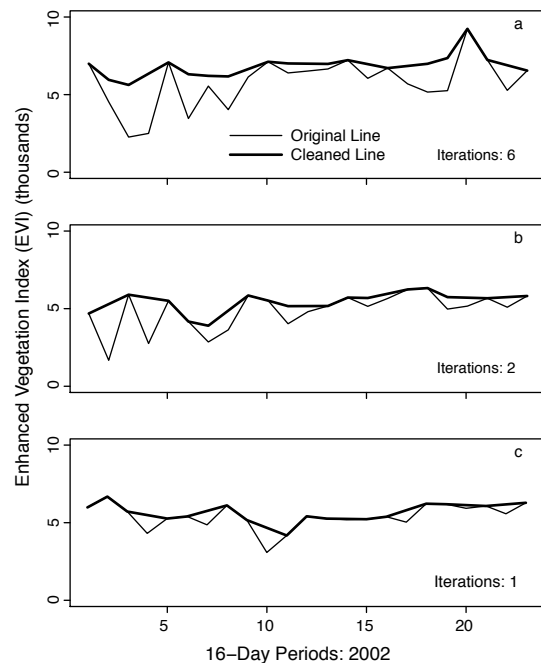 Enhanced Vegetation Index (EVI) (thousands)
10
5
0
a
Original Line
Cleaned Line
Iterations: 6
10
5
0
b
Iterations: 2
10
5
0
c
Iterations: 1
5
10
15
20
16-Day Periods: 2002